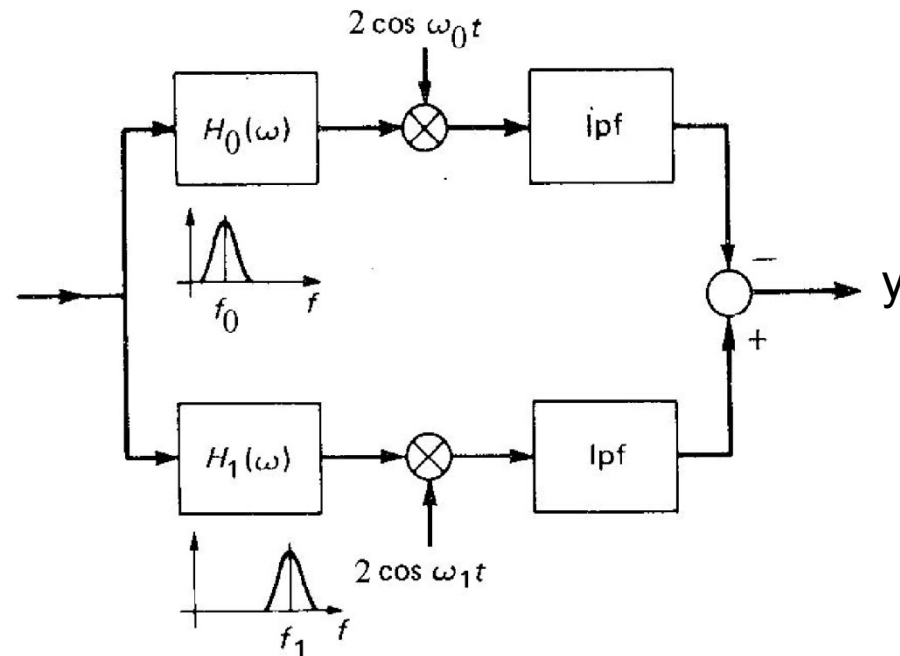 2 cos ω₀t
H₀(ω)
lpf
−
f₀
f
y
+
H₁(ω)
lpf
2 cos ω₁t
f₁
f